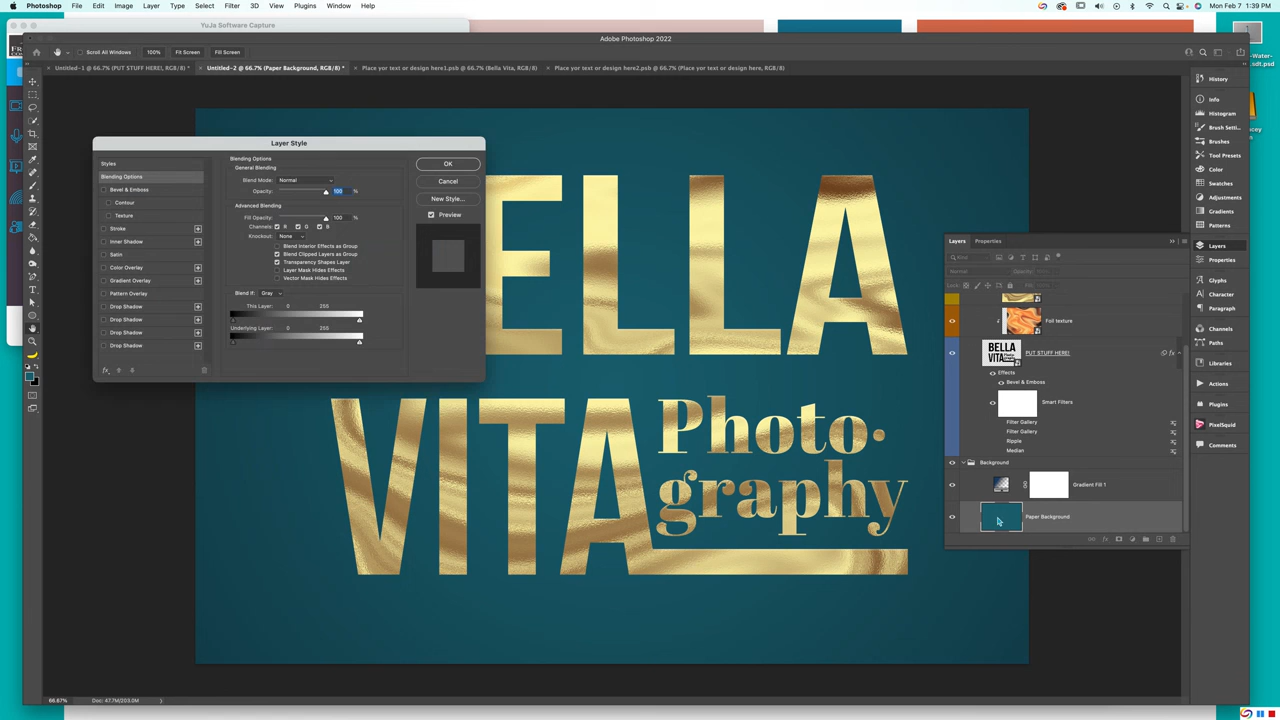 Photoshop File Edit Image Layer Type Select Filter 3D View Plugins Window Help Mon Feb 7 1:39 PM
YuJa Software Capture
Adobe Photoshop 2022
Scroll All Windows 100% Fit Screen Fill Screen
Untitled-1 @ 66.7% (PUT STUFF HERE!, RGB/8) * Untitled-2 @ 66.7% (Paper Background, RGB/8) * Place yor text or design here1.psb @ 66.7% (Bella Vita, RGB/8) Place yor text or design here2.psb @ 66.7% (Place yor text or design here, RGB/8)
Layer Style
Styles
Blending Options
Bevel & Emboss
Contour
Texture
Stroke
Inner Shadow
Satin
Color Overlay
Gradient Overlay
Pattern Overlay
Drop Shadow
Drop Shadow
Drop Shadow
Drop Shadow
Blending Options
General Blending
Blend Mode: Normal
Opacity: 100 %
Advanced Blending
Fill Opacity: 100 %
Channels: R G B
Knockout: None
Blend Interior Effects as Group
Blend Clipped Layers as Group
Transparency Shapes Layer
Layer Mask Hides Effects
Vector Mask Hides Effects
Blend If: Gray
This Layer: 0 255
Underlying Layer: 0 255
OK
Cancel
New Style...
Preview
ELLA
VITA
Photo·
graphy
Layers Properties
Kind
Normal Opacity:
Lock: Fill:
Foil texture
BELLA
VITA
PUT STUFF HERE!
Effects
Bevel & Emboss
Smart Filters
Filter Gallery
Filter Gallery
Ripple
Median
Background
Gradient Fill 1
Paper Background
History
Info
Histogram
Brush Setti...
Brushes
Tool Presets
Color
Swatches
Adjustments
Gradients
Patterns
Layers
Properties
Glyphs
Character
Paragraph
Channels
Paths
Libraries
Actions
Plugins
PixelSquid
Comments
66.67% Doc: 47.7M/203.0M